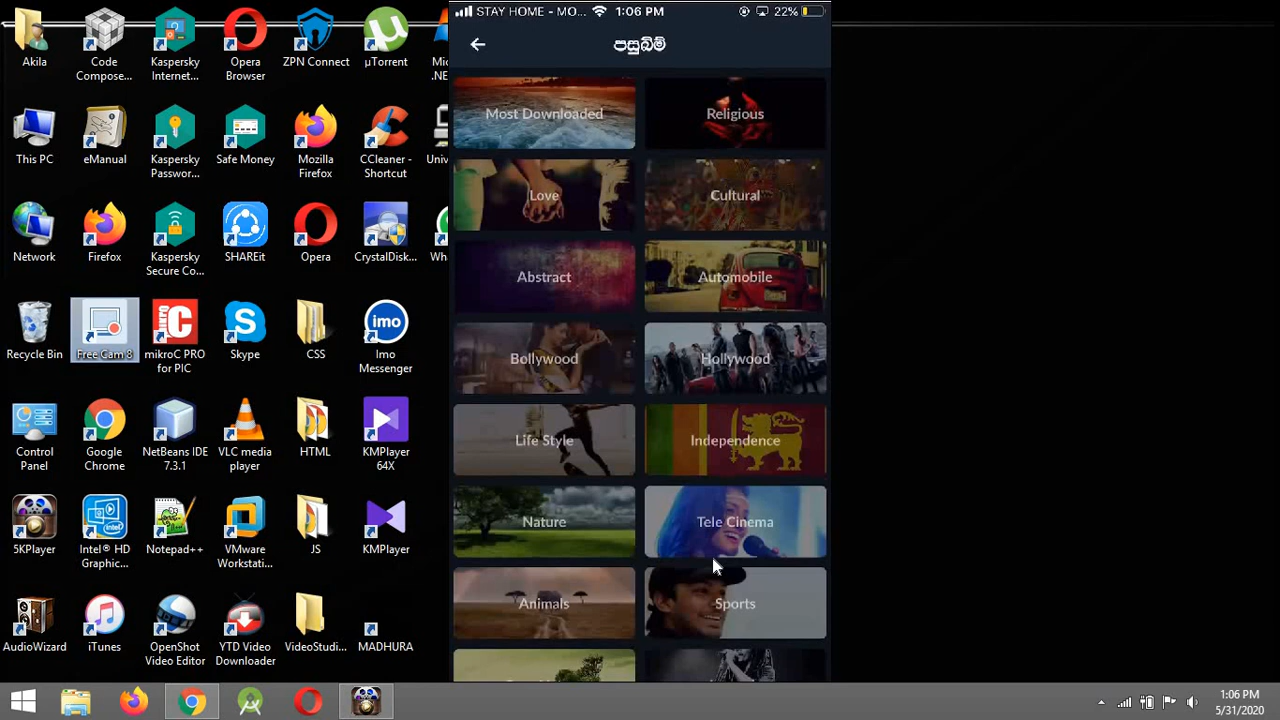 STAY HOME - MO... 1:06 PM 22%
පසුබිම්
Most Downloaded Religious
Love Cultural
Abstract Automobile
Bollywood Hollywood
Life Style Independence
Nature Tele Cinema
Animals Sports
Akila
Code
Compose...
Kaspersky
Internet...
Opera
Browser
ZPN Connect
µTorrent
Mic
.NE
This PC
eManual
Kaspersky
Passwor...
Safe Money
Mozilla
Firefox
CCleaner -
Shortcut
Univ
Network
Firefox
Kaspersky
Secure Co...
SHAREit
Opera
CrystalDisk...
Wha
Recycle Bin
Free Cam 8
mikroC PRO
for PIC
Skype
CSS
Imo
Messenger
Control
Panel
Google
Chrome
NetBeans IDE
7.3.1
VLC media
player
HTML
KMPlayer
64X
5KPlayer
Intel® HD
Graphic...
Notepad++
VMware
Workstati...
JS
KMPlayer
AudioWizard
iTunes
OpenShot
Video Editor
YTD Video
Downloader
VideoStudi...
MADHURA
1:06 PM
5/31/2020